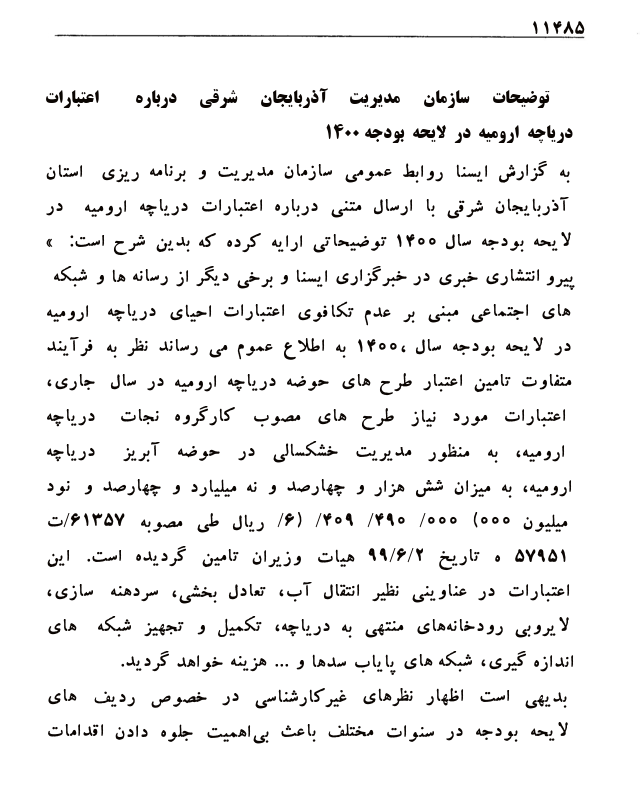 ۱۱۴۸۵
توضیحات سازمان مدیریت آذربایجان شرقی درباره اعتبارات
دریاچه ارومیه در لایحه بودجه ۱۴۰۰
به گزارش ایسنا روابط عمومی سازمان مدیریت و برنامه ریزی استان
آذربایجان شرقی با ارسال متنی درباره اعتبارات دریاچه ارومیه در
لایحه بودجه سال ۱۴۰۰ توضیحاتی ارایه کرده که بدین شرح است: »
پیرو انتشاری خبری در خبرگزاری ایسنا و برخی دیگر از رسانه ها و شبکه
های اجتماعی مبنی بر عدم تکافوی اعتبارات احیای دریاچه ارومیه
در لایحه بودجه سال ،۱۴۰۰ به اطلاع عموم می رساند نظر به فرآیند
متفاوت تامین اعتبار طرح های حوضه دریاچه ارومیه در سال جاری،
اعتبارات مورد نیاز طرح های مصوب کارگروه نجات دریاچه
ارومیه، به منظور مدیریت خشکسالی در حوضه آبریز دریاچه
ارومیه، به میزان شش هزار و چهارصد و نه میلیارد و چهارصد و نود
میلیون ۰۰۰) ۰۰۰/ ۴۹۰/ ۴۰۹/ (۶/ ریال طی مصوبه ۶۱۳۵۷/ت
۵۷۹۵۱ ه تاریخ ۹۹/۶/۲ هیات وزیران تامین گردیده است. این
اعتبارات در عناوینی نظیر انتقال آب، تعادل بخشی، سردهنه سازی،
لایروبی رودخانه‌های منتهی به دریاچه، تکمیل و تجهیز شبکه های
اندازه گیری، شبکه های پایاب سدها و ... هزینه خواهد گردید.
بدیهی است اظهار نظرهای غیرکارشناسی در خصوص ردیف های
لایحه بودجه در سنوات مختلف باعث بی‌اهمیت جلوه دادن اقدامات